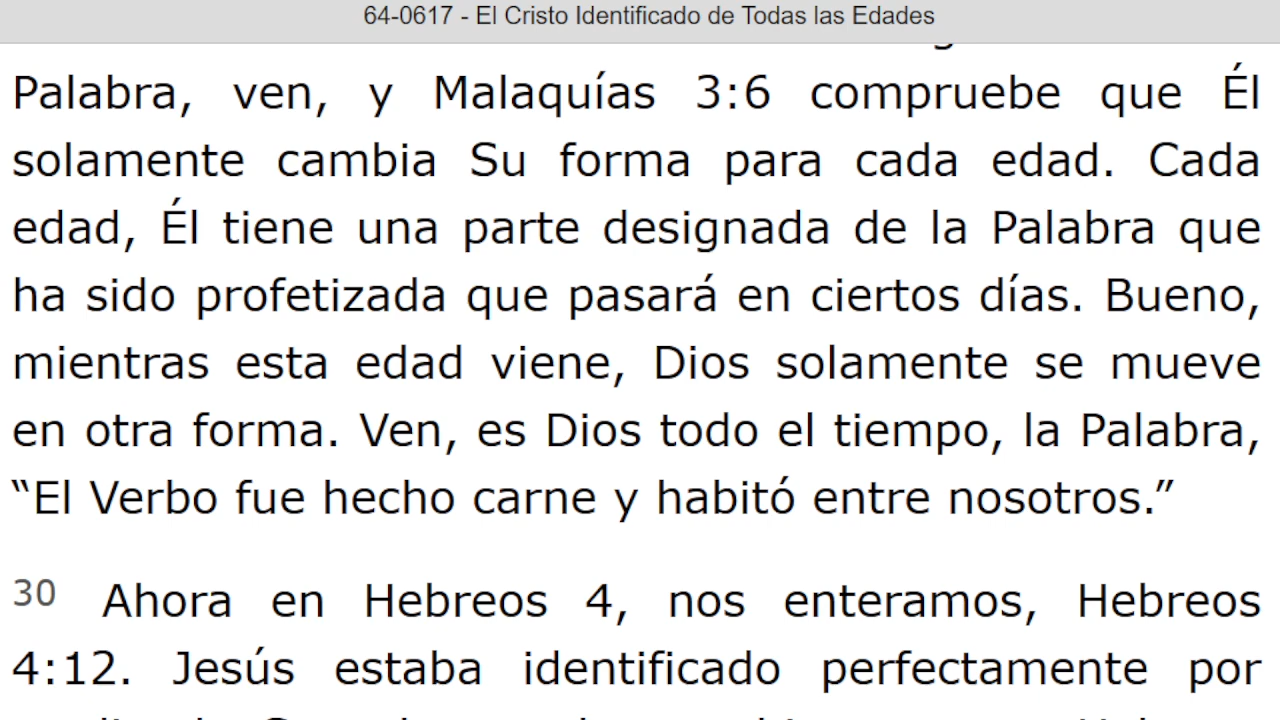 64-0617 - El Cristo Identificado de Todas las Edades
Palabra, ven, y Malaquías 3:6 compruebe que Él
solamente cambia Su forma para cada edad. Cada
edad, Él tiene una parte designada de la Palabra que
ha sido profetizada que pasará en ciertos días. Bueno,
mientras esta edad viene, Dios solamente se mueve
en otra forma. Ven, es Dios todo el tiempo, la Palabra,
“El Verbo fue hecho carne y habitó entre nosotros.”
30 Ahora en Hebreos 4, nos enteramos, Hebreos
4:12. Jesús estaba identificado perfectamente por